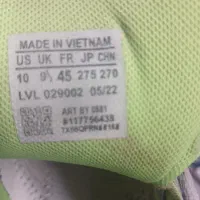 MADE IN VIETNAM
US UK FR JP CHN
10 9½ 45 275 270
LVL 029002 05/22
ART BY 0881